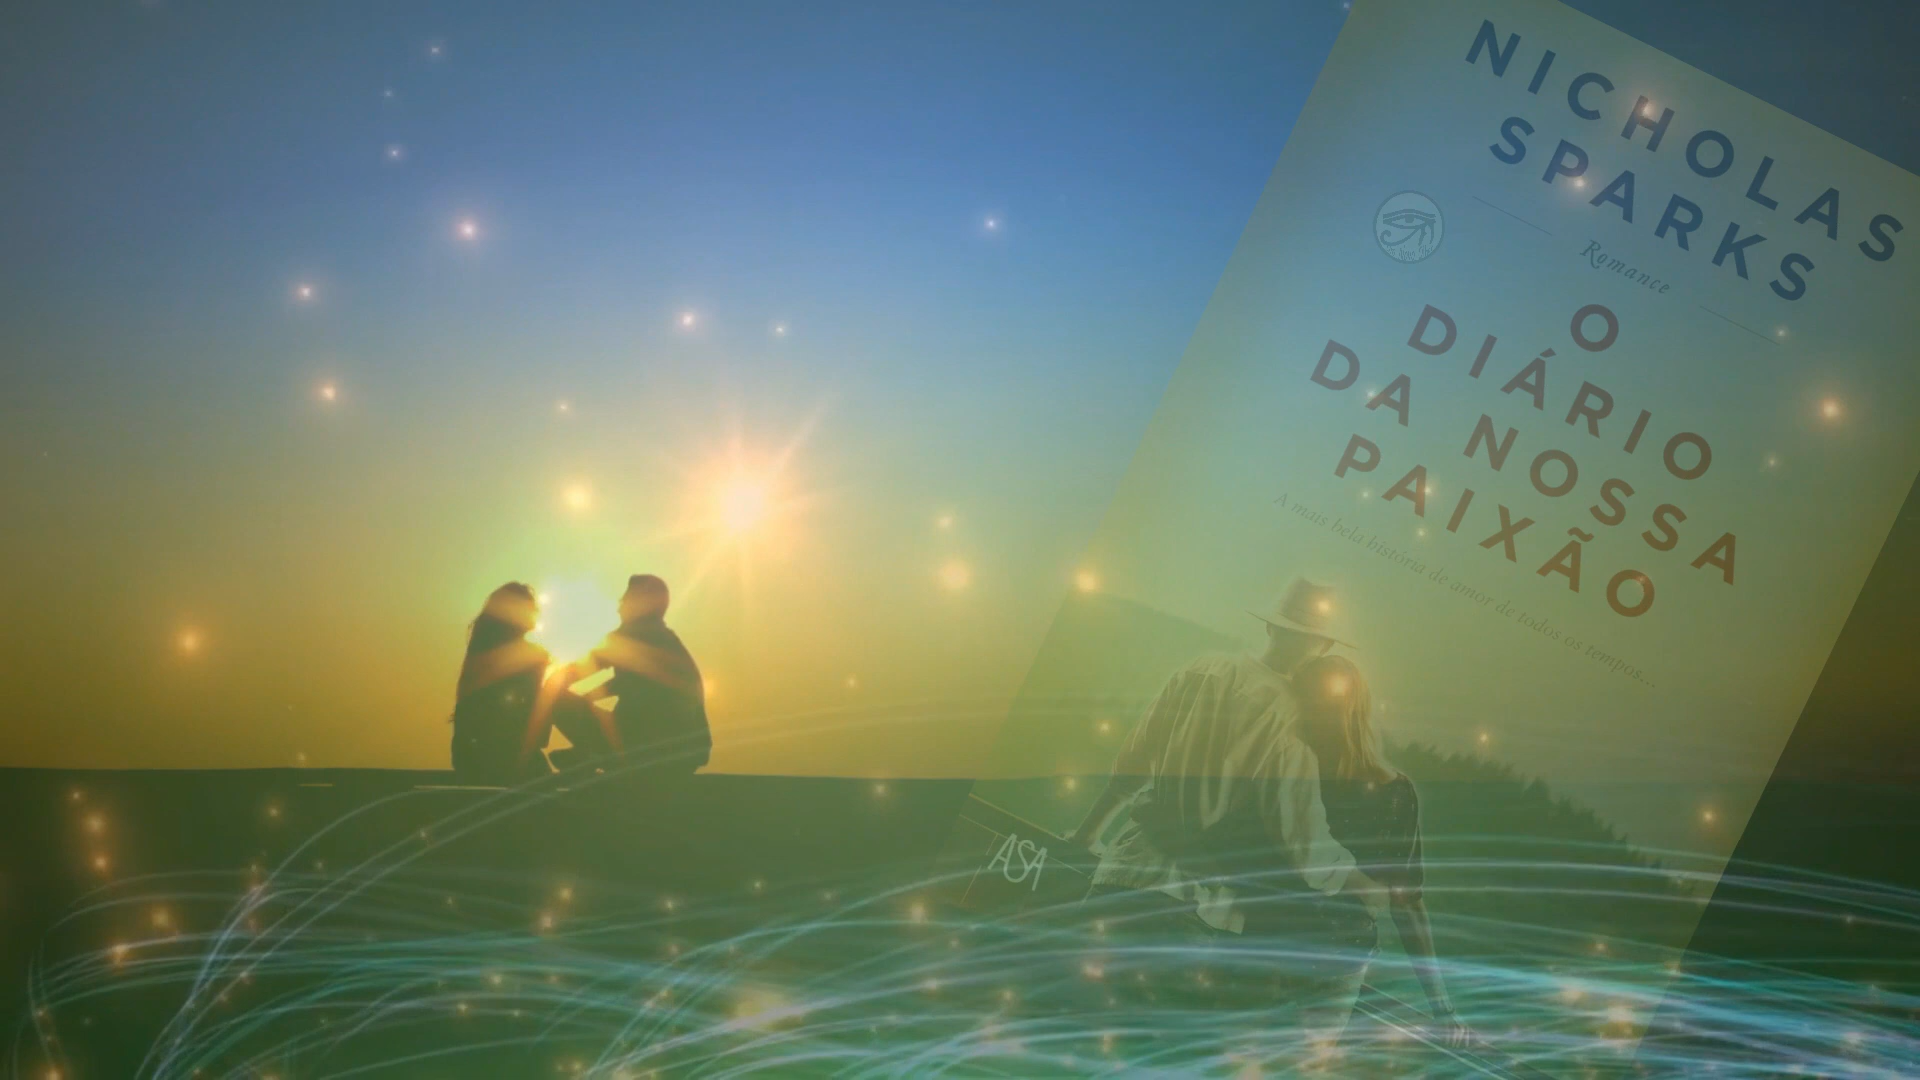 NICHOLAS
SPARKS
Romance
O
DIÁRIO
DA NOSSA
PAIXÃO
A mais bela história de amor de todos os tempos...
ASA